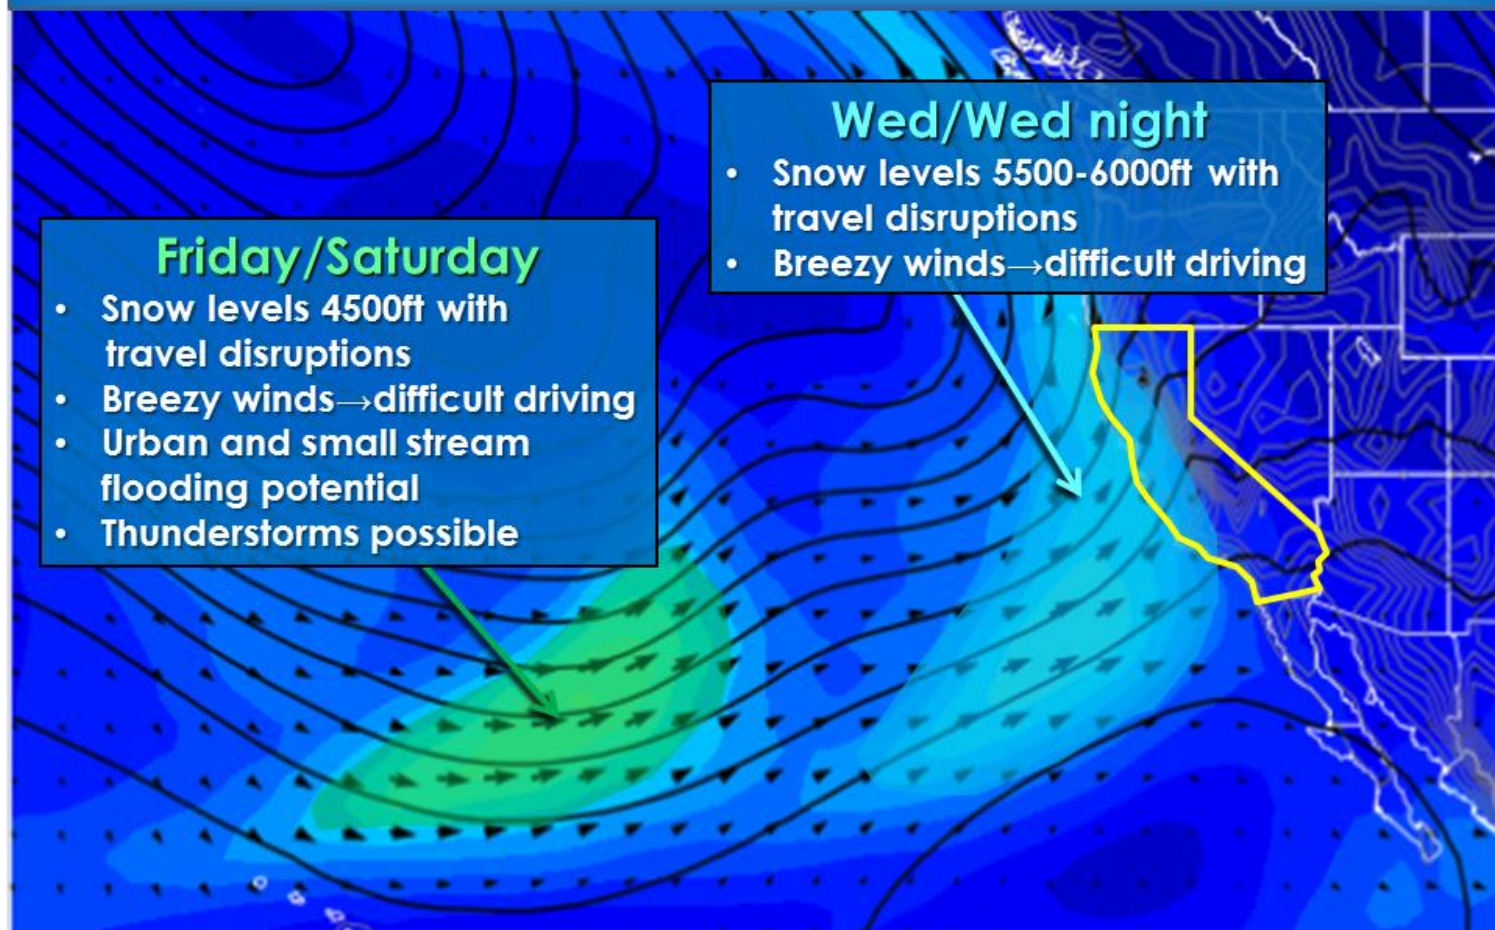 Wed/Wed night
• Snow levels 5500-6000ft with
travel disruptions
• Breezy winds→difficult driving
Friday/Saturday
• Snow levels 4500ft with
travel disruptions
• Breezy winds→difficult driving
• Urban and small stream
flooding potential
• Thunderstorms possible